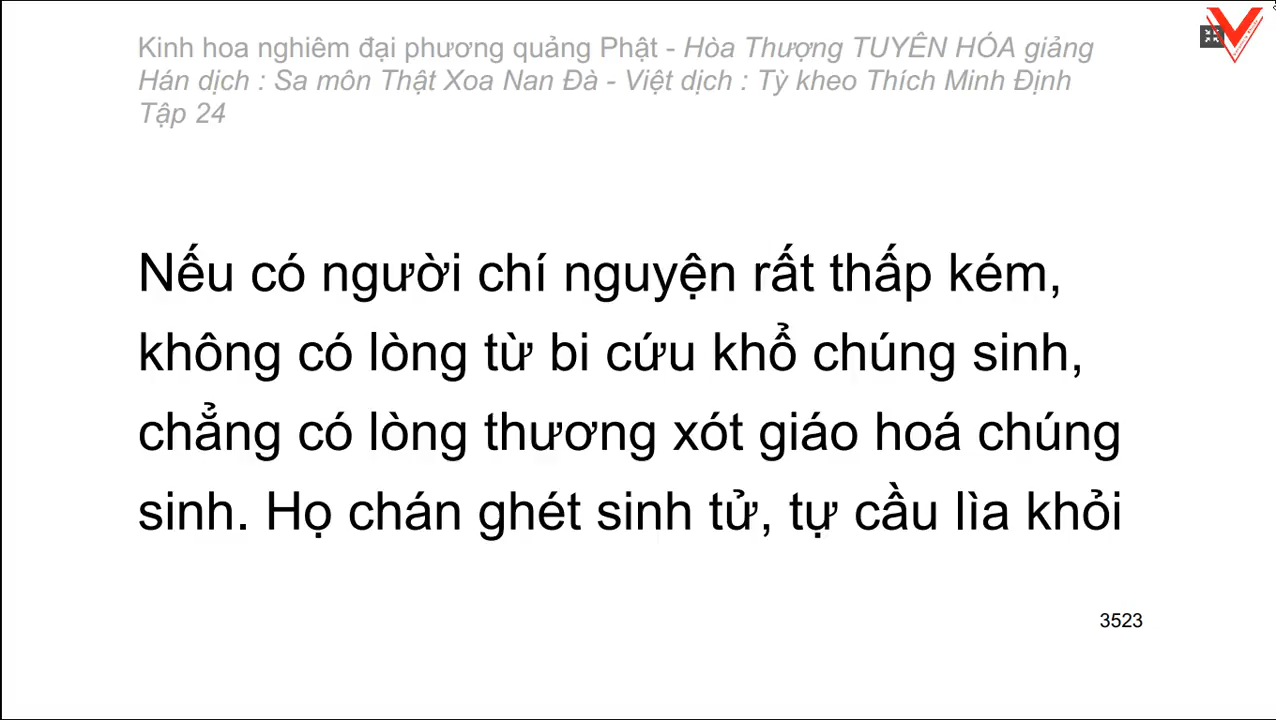 Kinh hoa nghiêm đại phương quảng Phật - Hòa Thượng TUYÊN HÓA giảng
Hán dịch : Sa môn Thật Xoa Nan Đà - Việt dịch : Tỳ kheo Thích Minh Định
Tập 24
Nếu có người chí nguyện rất thấp kém,
không có lòng từ bi cứu khổ chúng sinh,
chẳng có lòng thương xót giáo hoá chúng
sinh. Họ chán ghét sinh tử, tự cầu lìa khỏi
3523